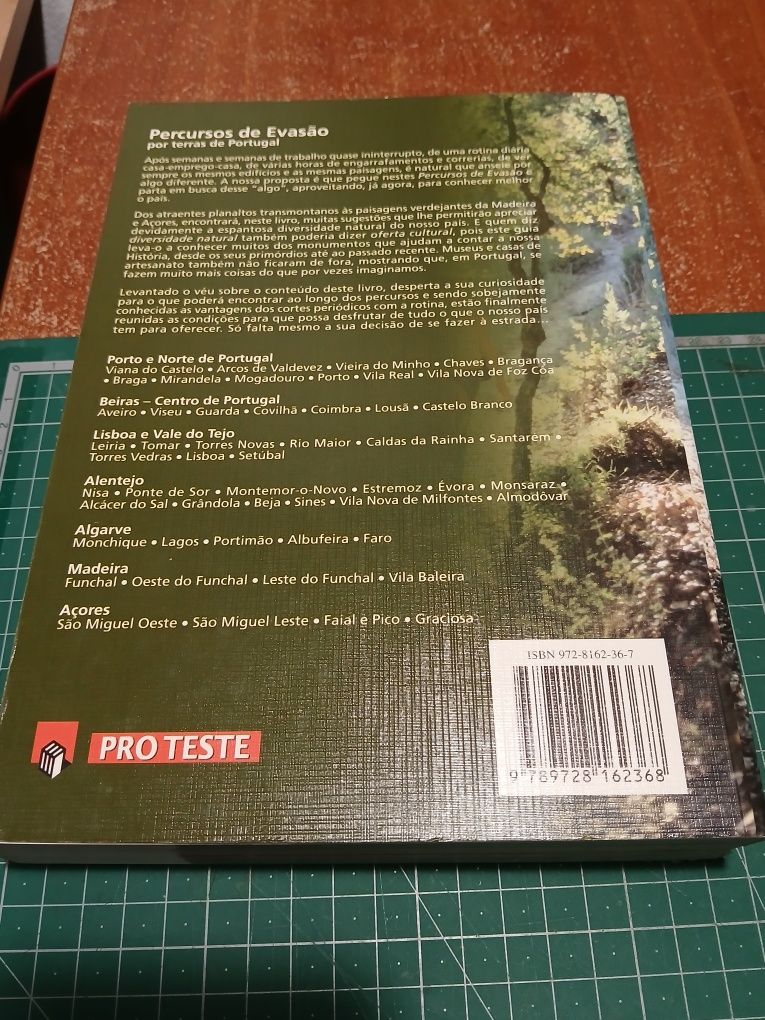 Percursos de Evasão
por terras de Portugal
Após semanas e semanas de trabalho quase ininterrupto, de uma rotina diária
casa-emprego-casa, de várias horas de engarrafamentos e correrias, de ver
sempre os mesmos edifícios e as mesmas paisagens, é natural que anseie por
algo diferente. A nossa proposta é que pegue nestes Percursos de Evasão e
parta em busca desse “algo”, aproveitando, já agora, para conhecer melhor
o país.
Dos atraentes planaltos transmontanos às paisagens verdejantes da Madeira
e Açores, encontrará, neste livro, muitas sugestões que lhe permitirão apreciar
devidamente a espantosa diversidade natural do nosso país. E quem diz
diversidade natural também poderia dizer oferta cultural, pois este guia
leva-o a conhecer muitos dos monumentos que ajudam a contar a nossa
História, desde os seus primórdios até ao passado recente. Museus e casas de
artesanato também não ficaram de fora, mostrando que, em Portugal, se
fazem muito mais coisas do que por vezes imaginamos.
Levantado o véu sobre o conteúdo deste livro, desperta a sua curiosidade
para o que poderá encontrar ao longo dos percursos e sendo sobejamente
conhecidas as vantagens dos cortes periódicos com a rotina, estão finalmente
reunidas as condições para que possa desfrutar de tudo o que o nosso país
tem para oferecer. Só falta mesmo a sua decisão de se fazer à estrada...
Porto e Norte de Portugal
Viana do Castelo • Arcos de Valdevez • Vieira do Minho • Chaves • Bragança
• Braga • Mirandela • Mogadouro • Porto • Vila Real • Vila Nova de Foz Côa
Beiras – Centro de Portugal
Aveiro • Viseu • Guarda • Covilhã • Coimbra • Lousã • Castelo Branco
Lisboa e Vale do Tejo
Leiria • Tomar • Torres Novas • Rio Maior • Caldas da Rainha • Santarém •
Torres Vedras • Lisboa • Setúbal
Alentejo
Nisa • Ponte de Sor • Montemor-o-Novo • Estremoz • Évora • Monsaraz •
Alcácer do Sal • Grândola • Beja • Sines • Vila Nova de Milfontes • Almodôvar
Algarve
Monchique • Lagos • Portimão • Albufeira • Faro
Madeira
Funchal • Oeste do Funchal • Leste do Funchal • Vila Baleira
Açores
São Miguel Oeste • São Miguel Leste • Faial e Pico • Graciosa
ISBN 972-8162-36-7
9 789728 162368
PRO TESTE